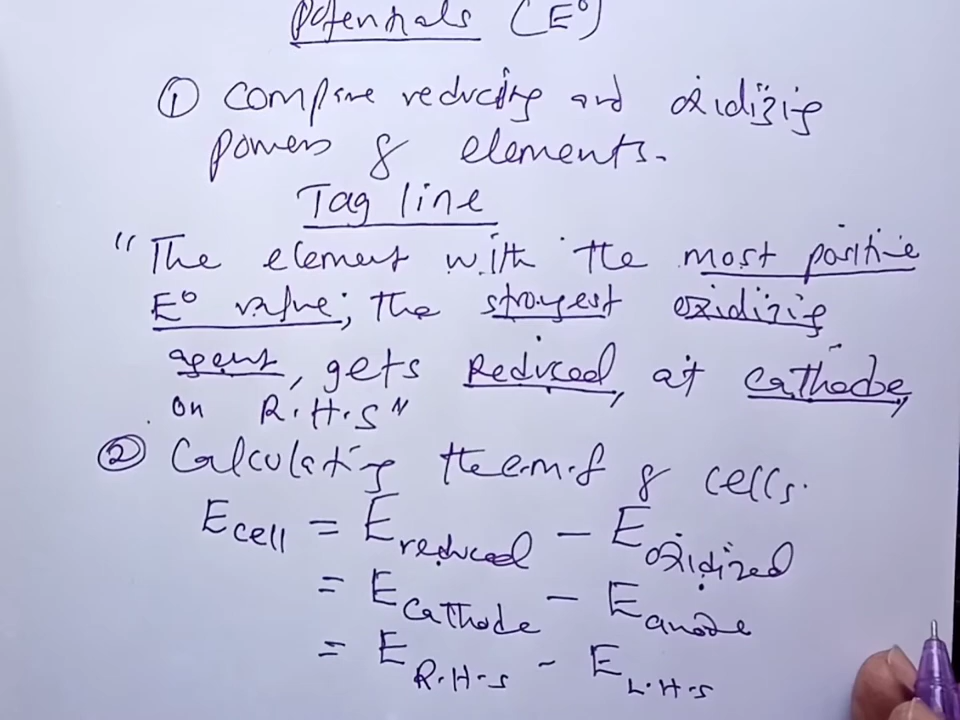 Potentials (E°)
① Compare reducing and oxidizing
powers of elements.
Tag line
"The element with the most positive
E° value; the strongest oxidizing
agent, gets Reduced, at cathode,
on R.H.S"
② Calculating the e.m.f of cells.
Ecell = Ereduced - Eoxidized
= Ecathode - Eanode
= ER.H.S - EL.H.S